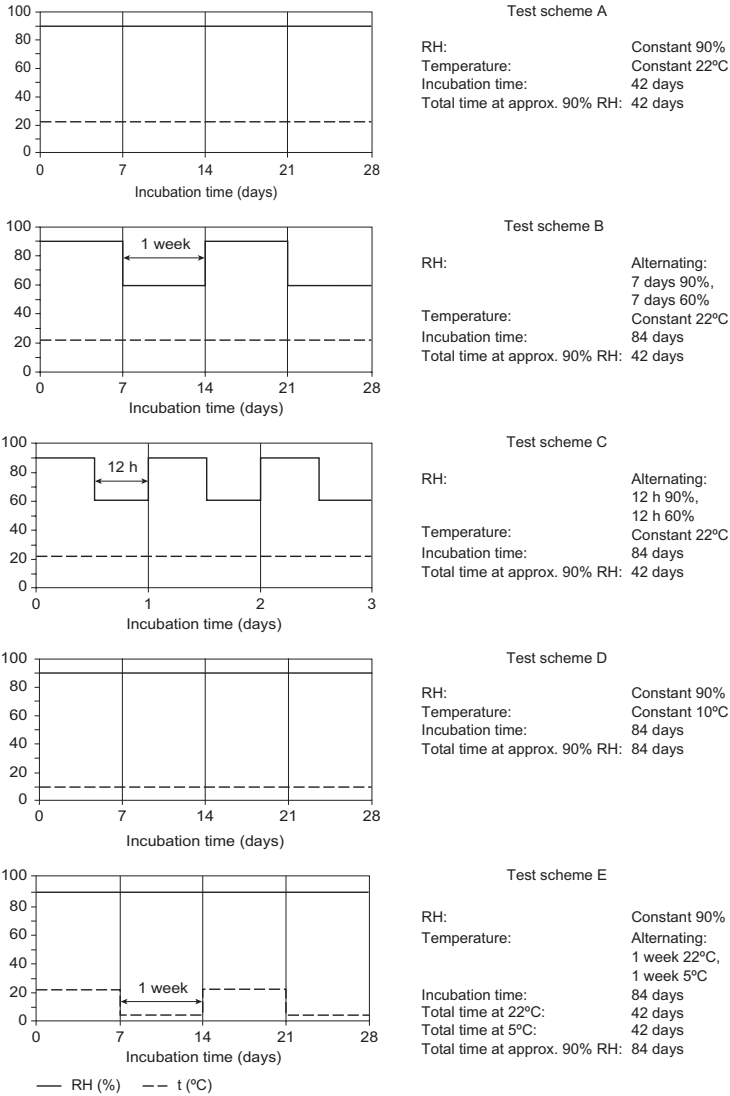 Test scheme A
100
80
60
40
20
0
0 7 14 21 28
Incubation time (days)
RH: Constant 90%
Temperature: Constant 22ºC
Incubation time: 42 days
Total time at approx. 90% RH: 42 days
Test scheme B
100
80
60
40
20
0
1 week
0 7 14 21 28
Incubation time (days)
RH: Alternating:
7 days 90%,
7 days 60%
Temperature: Constant 22ºC
Incubation time: 84 days
Total time at approx. 90% RH: 42 days
Test scheme C
100
80
60
40
20
0
12 h
0 1 2 3
Incubation time (days)
RH: Alternating:
12 h 90%,
12 h 60%
Temperature: Constant 22ºC
Incubation time: 84 days
Total time at approx. 90% RH: 42 days
Test scheme D
100
80
60
40
20
0
0 7 14 21 28
Incubation time (days)
RH: Constant 90%
Temperature: Constant 10ºC
Incubation time: 84 days
Total time at approx. 90% RH: 84 days
Test scheme E
100
80
60
40
20
0
1 week
0 7 14 21 28
Incubation time (days)
RH: Constant 90%
Temperature: Alternating:
1 week 22ºC,
1 week 5ºC
Incubation time: 84 days
Total time at 22ºC: 42 days
Total time at 5ºC: 42 days
Total time at approx. 90% RH: 84 days
RH (%) t (ºC)